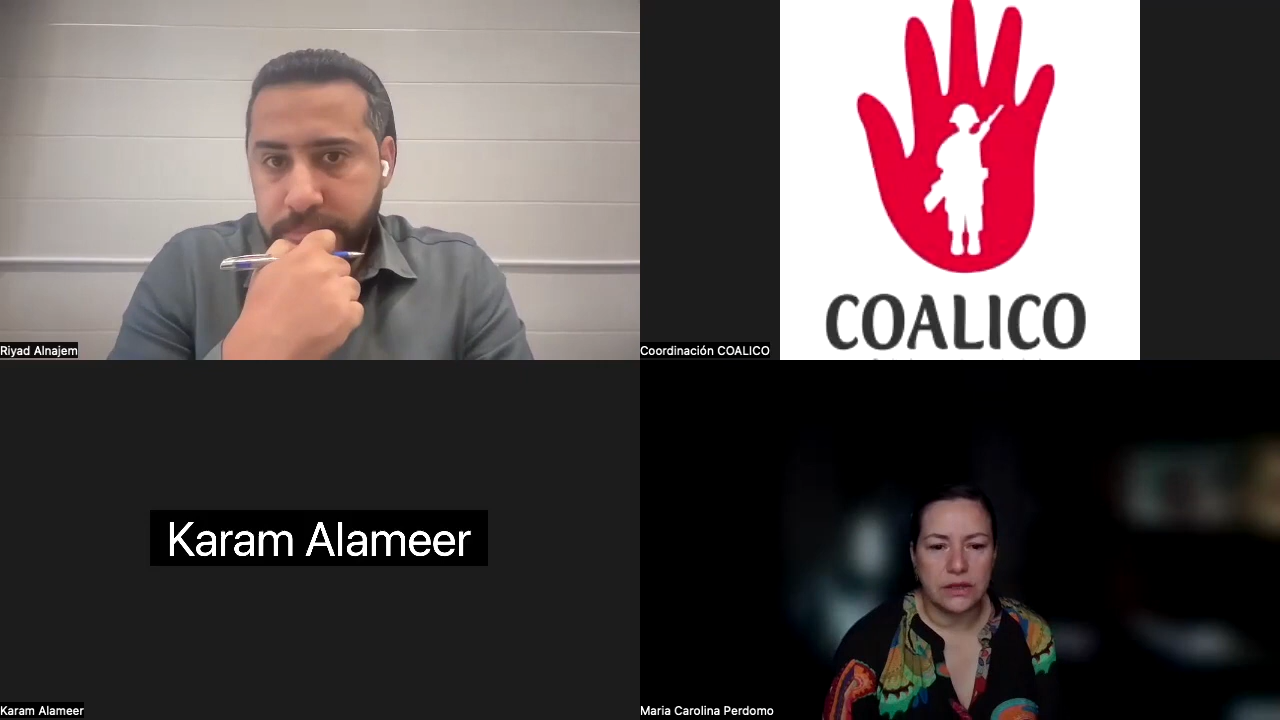 Riyad Alnajem
COALICO
Coordinación COALICO
Karam Alameer
Karam Alameer
Maria Carolina Perdomo